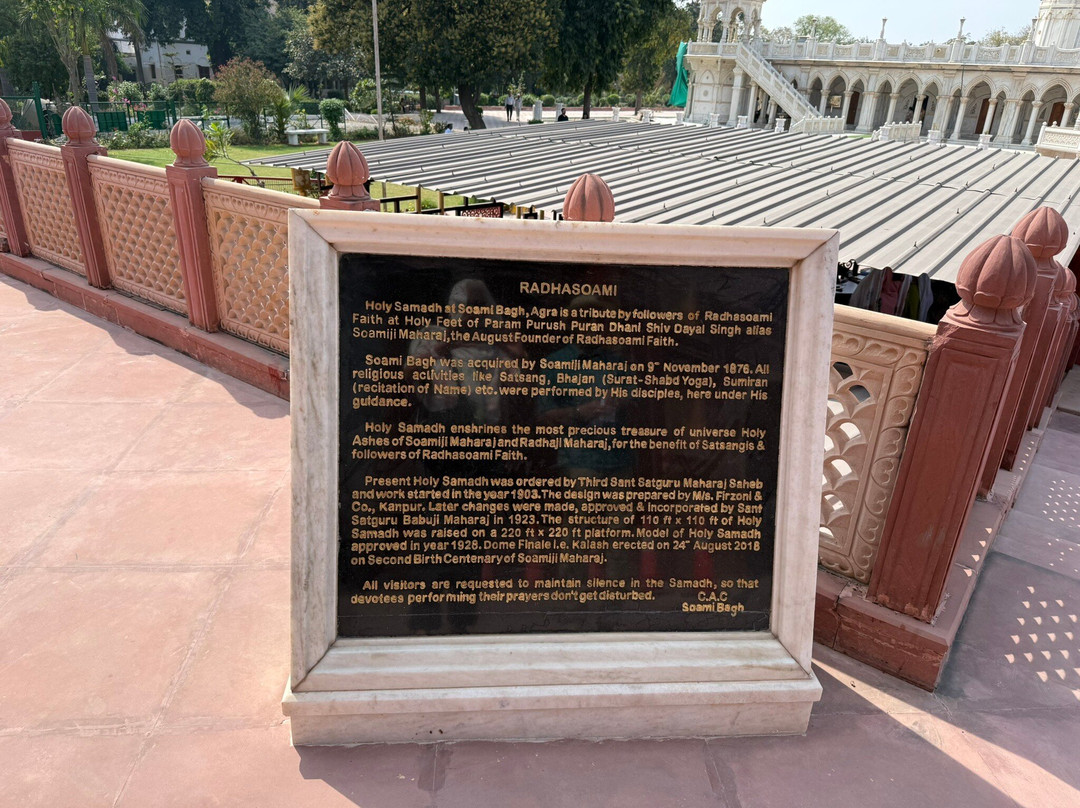 RADHASOAMI
Holy Samadh at Soami Bagh, Agra is a tribute by followers of Radhasoami
Faith at Holy Feet of Param Purush Puran Dhani Shiv Dayal Singh alias
Soamiji Maharaj, the August Founder of Radhasoami Faith.
Soami Bagh was acquired by Soamiji Maharaj on 9th November 1876. All
religious activities like Satsang, Bhajan (Surat-Shabd Yoga), Sumiran
(recitation of Name) etc. were performed by His disciples, here under His
guidance.
Holy Samadh enshrines the most precious treasure of universe Holy
Ashes of Soamiji Maharaj and Radhaji Maharaj, for the benefit of Satsangis &
followers of Radhasoami Faith.
Present Holy Samadh was ordered by Third Sant Satguru Maharaj Saheb
and work started in the year 1903. The design was prepared by M/s. Firzoni &
Co., Kanpur. Later changes were made, approved & incorporated by Sant
Satguru Babuji Maharaj in 1923. The structure of 110 ft x 110 ft of Holy
Samadh was raised on a 220 ft x 220 ft platform. Model of Holy Samadh
approved in year 1928. Dome Finale i.e. Kalash erected on 24th August 2018
on Second Birth Centenary of Soamiji Maharaj.
All visitors are requested to maintain silence in the Samadh, so that
devotees performing their prayers don't get disturbed.
C.A.C
Soami Bagh